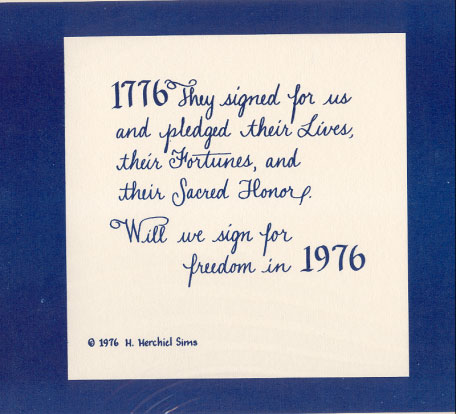 1776 They signed for us
and pledged their Lives,
their Fortunes, and
their Sacred Honor.
Will we sign for
freedom in 1976
© 1976 H. Herchiel Sims